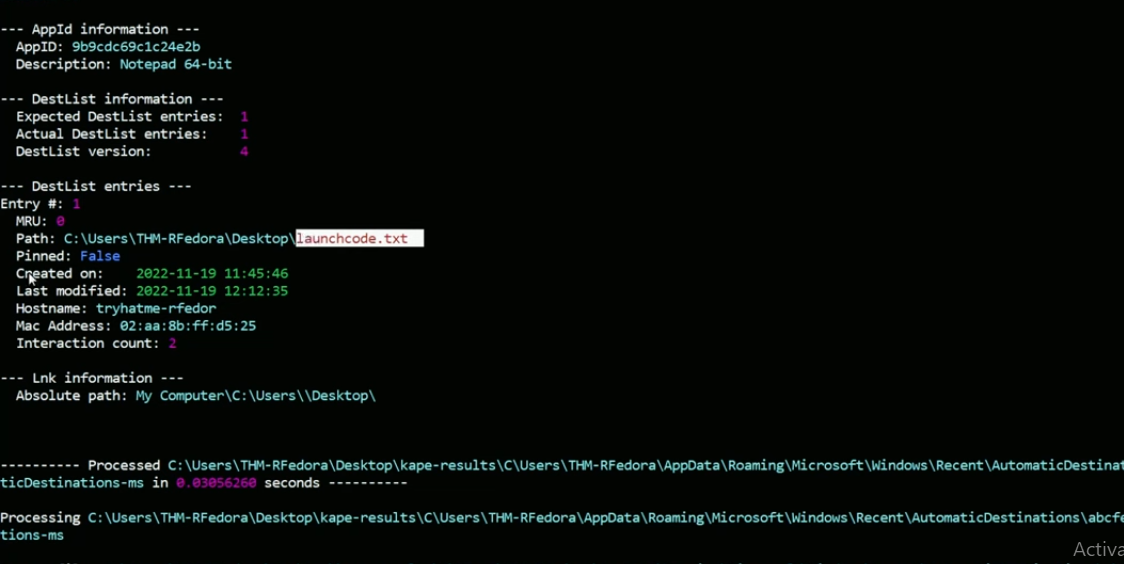 --- AppId information ---
AppID: 9b9cdc69c1c24e2b
Description: Notepad 64-bit
--- DestList information ---
Expected DestList entries: 1
Actual DestList entries: 1
DestList version: 4
--- DestList entries ---
Entry #: 1
MRU: 0
Path: C:\Users\THM-RFedora\Desktop\launchcode.txt
Pinned: False
Created on: 2022-11-19 11:45:46
Last modified: 2022-11-19 12:12:35
Hostname: tryhatme-rfedor
Mac Address: 02:aa:8b:ff:d5:25
Interaction count: 2
--- Lnk information ---
Absolute path: My Computer\C:\Users\\Desktop\
---------- Processed C:\Users\THM-RFedora\Desktop\kape-results\C\Users\THM-RFedora\AppData\Roaming\Microsoft\Windows\Recent\AutomaticDestinat
ticDestinations-ms in 0.03056260 seconds ----------
Processing C:\Users\THM-RFedora\Desktop\kape-results\C\Users\THM-RFedora\AppData\Roaming\Microsoft\Windows\Recent\AutomaticDestinations\abcfe
tions-ms
Activa